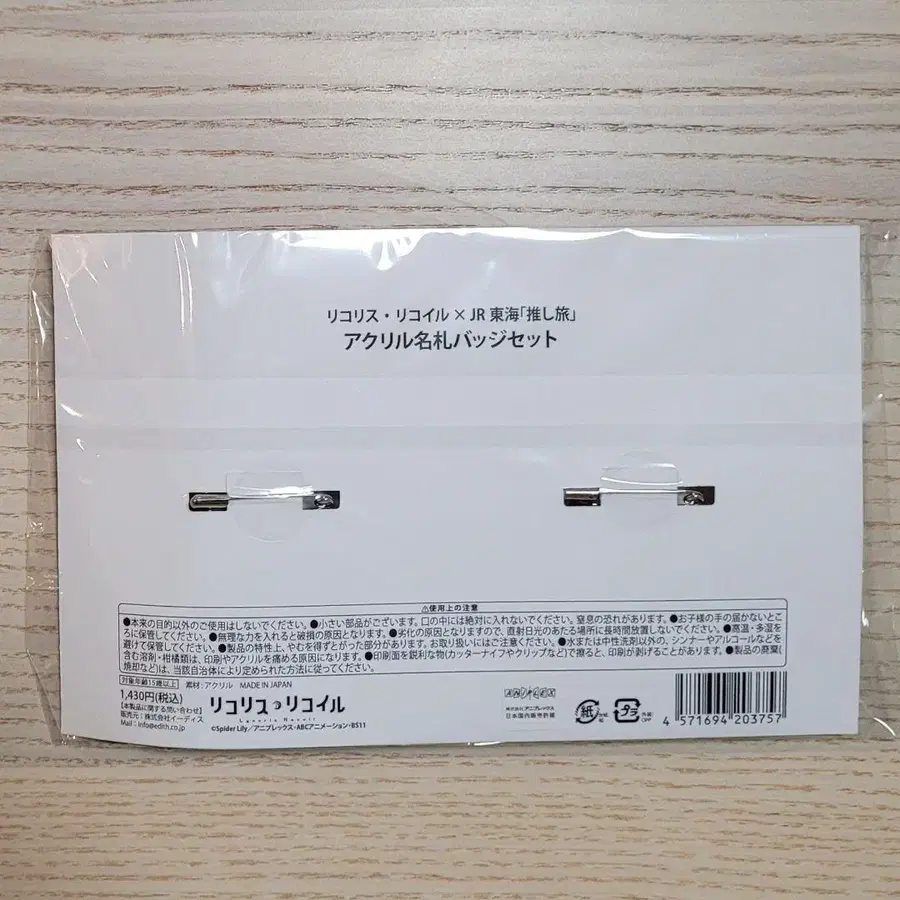 リコリス・リコイル × JR 東海「推し旅」
アクリル名札バッジセット
⚠使用上の注意
●本来の目的以外のご使用はしないでください。●小さい部品がございます。口の中には絶対に入れないでください。窒息の恐れがあります。●お子様の手の届かないとこ
ろに保管してください。●無理な力を入れると破損の原因となります。●劣化の原因となりますので、直射日光のあたる場所に長時間放置しないでください。●高温・多湿を
避けて保管してください。●製品の特性上、やむを得ずとがった部分があります。お取り扱いにはご注意ください。●水または中性洗剤以外の、シンナーやアルコールなどを
含む溶剤・柑橘類は、印刷やアクリルを痛める原因になります。●印刷面を鋭利な物(カッターナイフやクリップなど)で擦ると、印刷が剥げることがあります。●製品の廃棄(
焼却など)は、当該自治体により定められた方法に従ってください。
対象年齢15歳以上 素材:アクリル MADE IN JAPAN
1,430円(税込)
【本製品に関する問い合わせ】
販売元:株式会社イーディス
Mail:info@edith.co.jp
リコリス・リコイル
Lycoris Recoil
©Spider Lily/アニプレックス・ABCアニメーション・BS11
ANIPLEX
株式会社アニプレックス
日本国内販売許諾
紙
プラ
外袋:
OPP
4 571694 203757